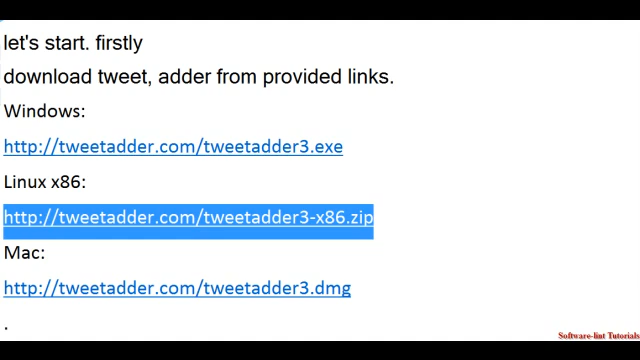 let's start. firstly
download tweet, adder from provided links.
Windows:
http://tweetadder.com/tweetadder3.exe
Linux x86:
http://tweetadder.com/tweetadder3-x86.zip
Mac:
http://tweetadder.com/tweetadder3.dmg
.
Software-lint Tutorials